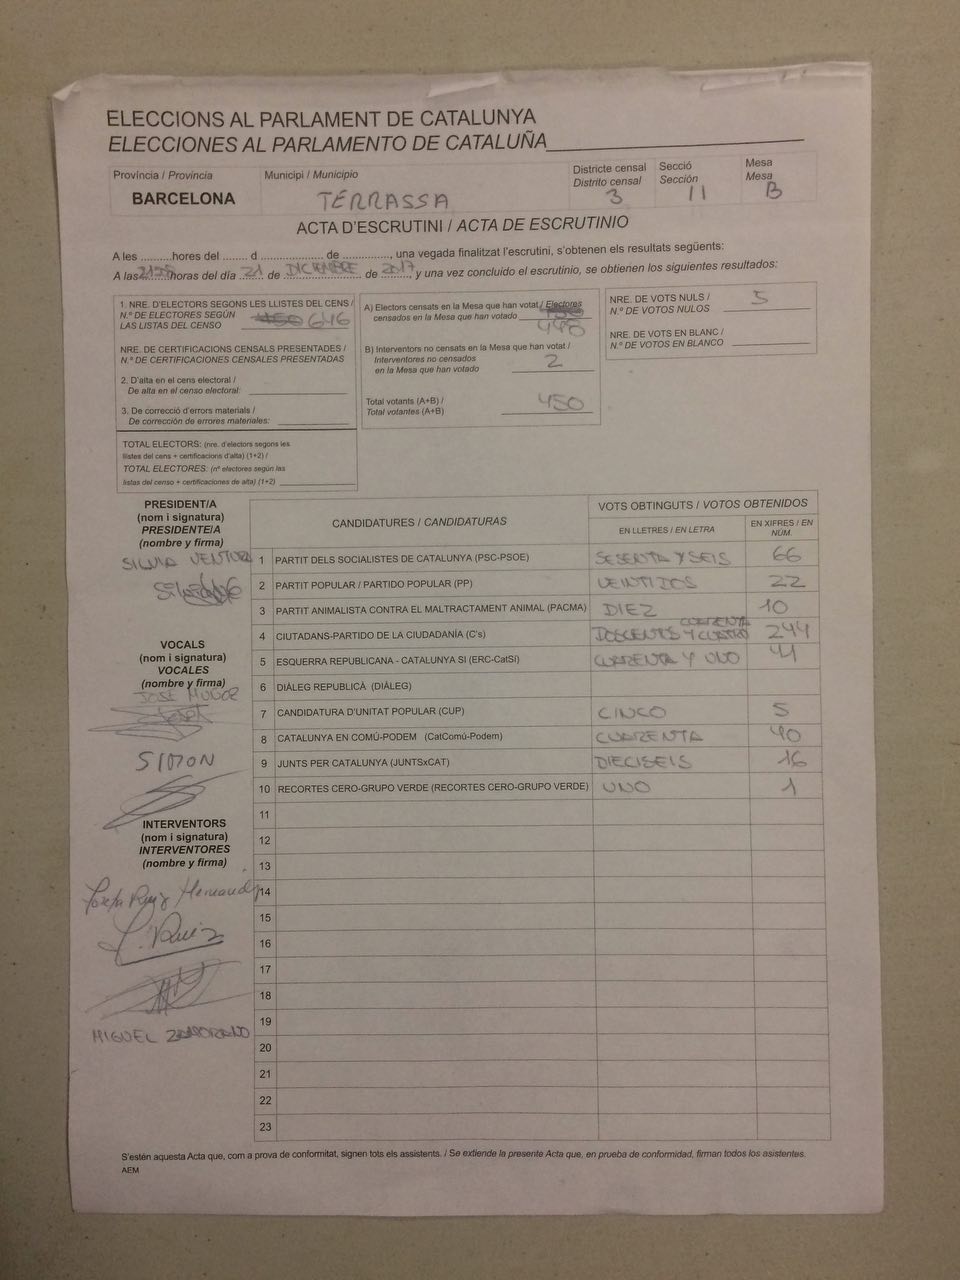 ELECCIONS AL PARLAMENT DE CATALUNYA
ELECCIONES AL PARLAMENTO DE CATALUÑA
Província / Provincia Municipi / Municipio Districte censal Secció Mesa
Distrito censal Sección Mesa
BARCELONA TERRASSA 3 11 B
ACTA D'ESCRUTINI / ACTA DE ESCRUTINIO
A les ..........hores del ........ d .................... de .............., una vegada finalitzat l'escrutini, s'obtenen els resultats següents:
A las horas del día 21 de DICIEMBRE de 2017, y una vez concluido el escrutinio, se obtienen los siguientes resultados:
1. NRE. D'ELECTORS SEGONS LES LLISTES DEL CENS /
N.º DE ELECTORES SEGÚN
LAS LISTAS DEL CENSO 646
NRE. DE CERTIFICACIONS CENSALS PRESENTADES /
N.º DE CERTIFICACIONES CENSALES PRESENTADAS
2. D'alta en el cens electoral /
De alta en el censo electoral:
3. De correcció d'errors materials /
De corrección de errores materiales:
TOTAL ELECTORS: (nre. d'electors segons les
llistes del cens + certificacions d'alta) (1+2) /
TOTAL ELECTORES: (nº electores según las
listas del censo + certificaciones de alta) (1+2)
A) Electors censats en la Mesa que han votat / Electores
censados en la Mesa que han votado
448
B) Interventors no censats en la Mesa que han votat /
Interventores no censados
en la Mesa que han votado 2
Total votants (A+B) /
Total votantes (A+B) 450
NRE. DE VOTS NULS /
N.º DE VOTOS NULOS 5
NRE. DE VOTS EN BLANC /
N.º DE VOTOS EN BLANCO
PRESIDENT/A
(nom i signatura)
PRESIDENTE/A
(nombre y firma)
SILVIA VENTURA
VOCALS
(nom i signatura)
VOCALES
(nombre y firma)
JOSE MUÑOZ
SIMON
INTERVENTORS
(nom i signatura)
INTERVENTORES
(nombre y firma)
Ruiz
L. Ruiz
MIGUEL ZAMORANO
CANDIDATURES / CANDIDATURAS VOTS OBTINGUTS / VOTOS OBTENIDOS
EN LLETRES / EN LETRA EN XIFRES / EN NÚM.
1 PARTIT DELS SOCIALISTES DE CATALUNYA (PSC-PSOE) SESENTA Y SEIS 66
2 PARTIT POPULAR / PARTIDO POPULAR (PP) VEINTIDOS 22
3 PARTIT ANIMALISTA CONTRA EL MALTRACTAMENT ANIMAL (PACMA) DIEZ 10
4 CIUTADANS-PARTIDO DE LA CIUDADANÍA (C's) DOSCIENTOS CUARENTA Y CUATRO 244
5 ESQUERRA REPUBLICANA - CATALUNYA SI (ERC-CatSí) CUARENTA Y UNO 41
6 DIÀLEG REPUBLICÀ (DIÀLEG)
7 CANDIDATURA D'UNITAT POPULAR (CUP) CINCO 5
8 CATALUNYA EN COMÚ-PODEM (CatComú-Podem) CUARENTA 40
9 JUNTS PER CATALUNYA (JUNTSxCAT) DIECISEIS 16
10 RECORTES CERO-GRUPO VERDE (RECORTES CERO-GRUPO VERDE) UNO 1
11
12
13
14
15
16
17
18
19
20
21
22
23
S'estén aquesta Acta que, com a prova de conformitat, signen tots els assistents. / Se extiende la presente Acta que, en prueba de conformidad, firman todos los asistentes.
AEM